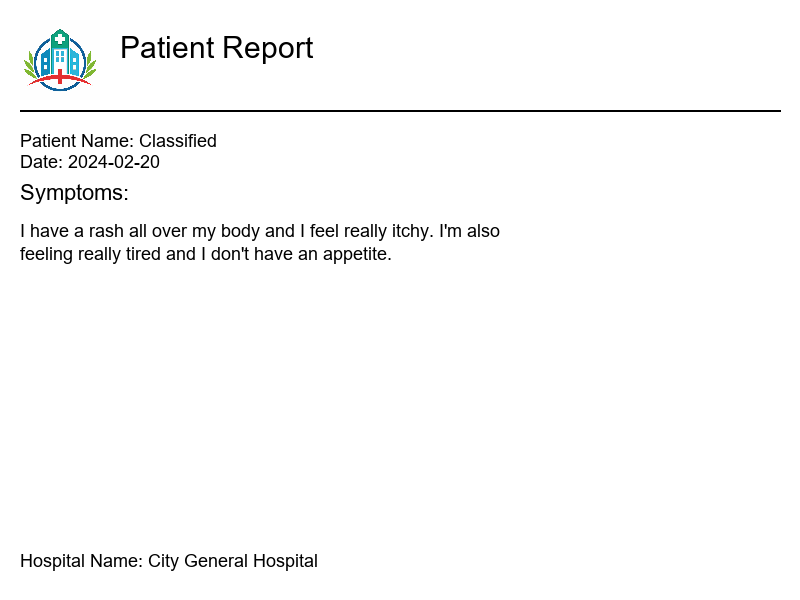 Patient Report
Patient Name: Classified
Date: 2024-02-20
Symptoms:
I have a rash all over my body and I feel really itchy. I'm also
feeling really tired and I don't have an appetite.
Hospital Name: City General Hospital